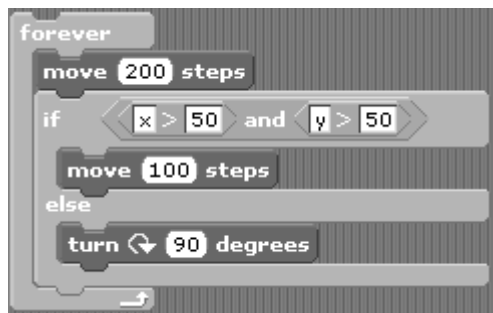 forever
move 200 steps
if x > 50 and y > 50
move 100 steps
else
turn 90 degrees